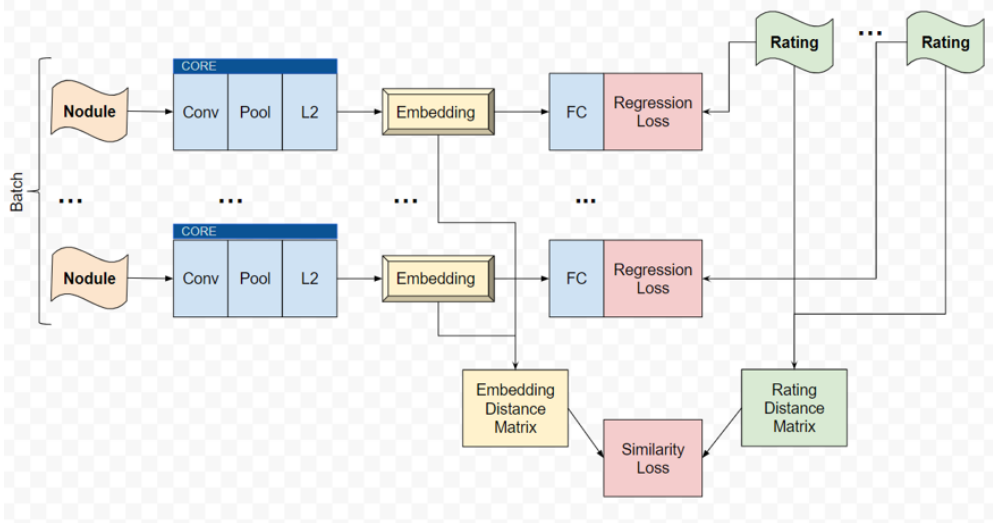 Rating
...
Rating
CORE
Nodule
Conv
Pool
L2
Embedding
FC
Regression
Loss
Batch
...
...
...
...
CORE
Nodule
Conv
Pool
L2
Embedding
FC
Regression
Loss
Embedding
Distance
Matrix
Rating
Distance
Matrix
Similarity
Loss